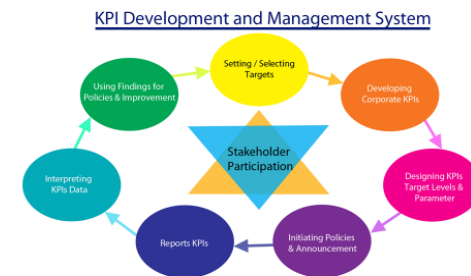 KPI Development and Management System
Setting / Selecting
Targets
Developing
Corporate KPIs
Designing KPIs
Target Levels &
Parameter
Initiating Policies
& Announcement
Reports KPIs
Interpreting
KPIs Data
Using Findings for
Policies & Improvement
Stakeholder
Participation